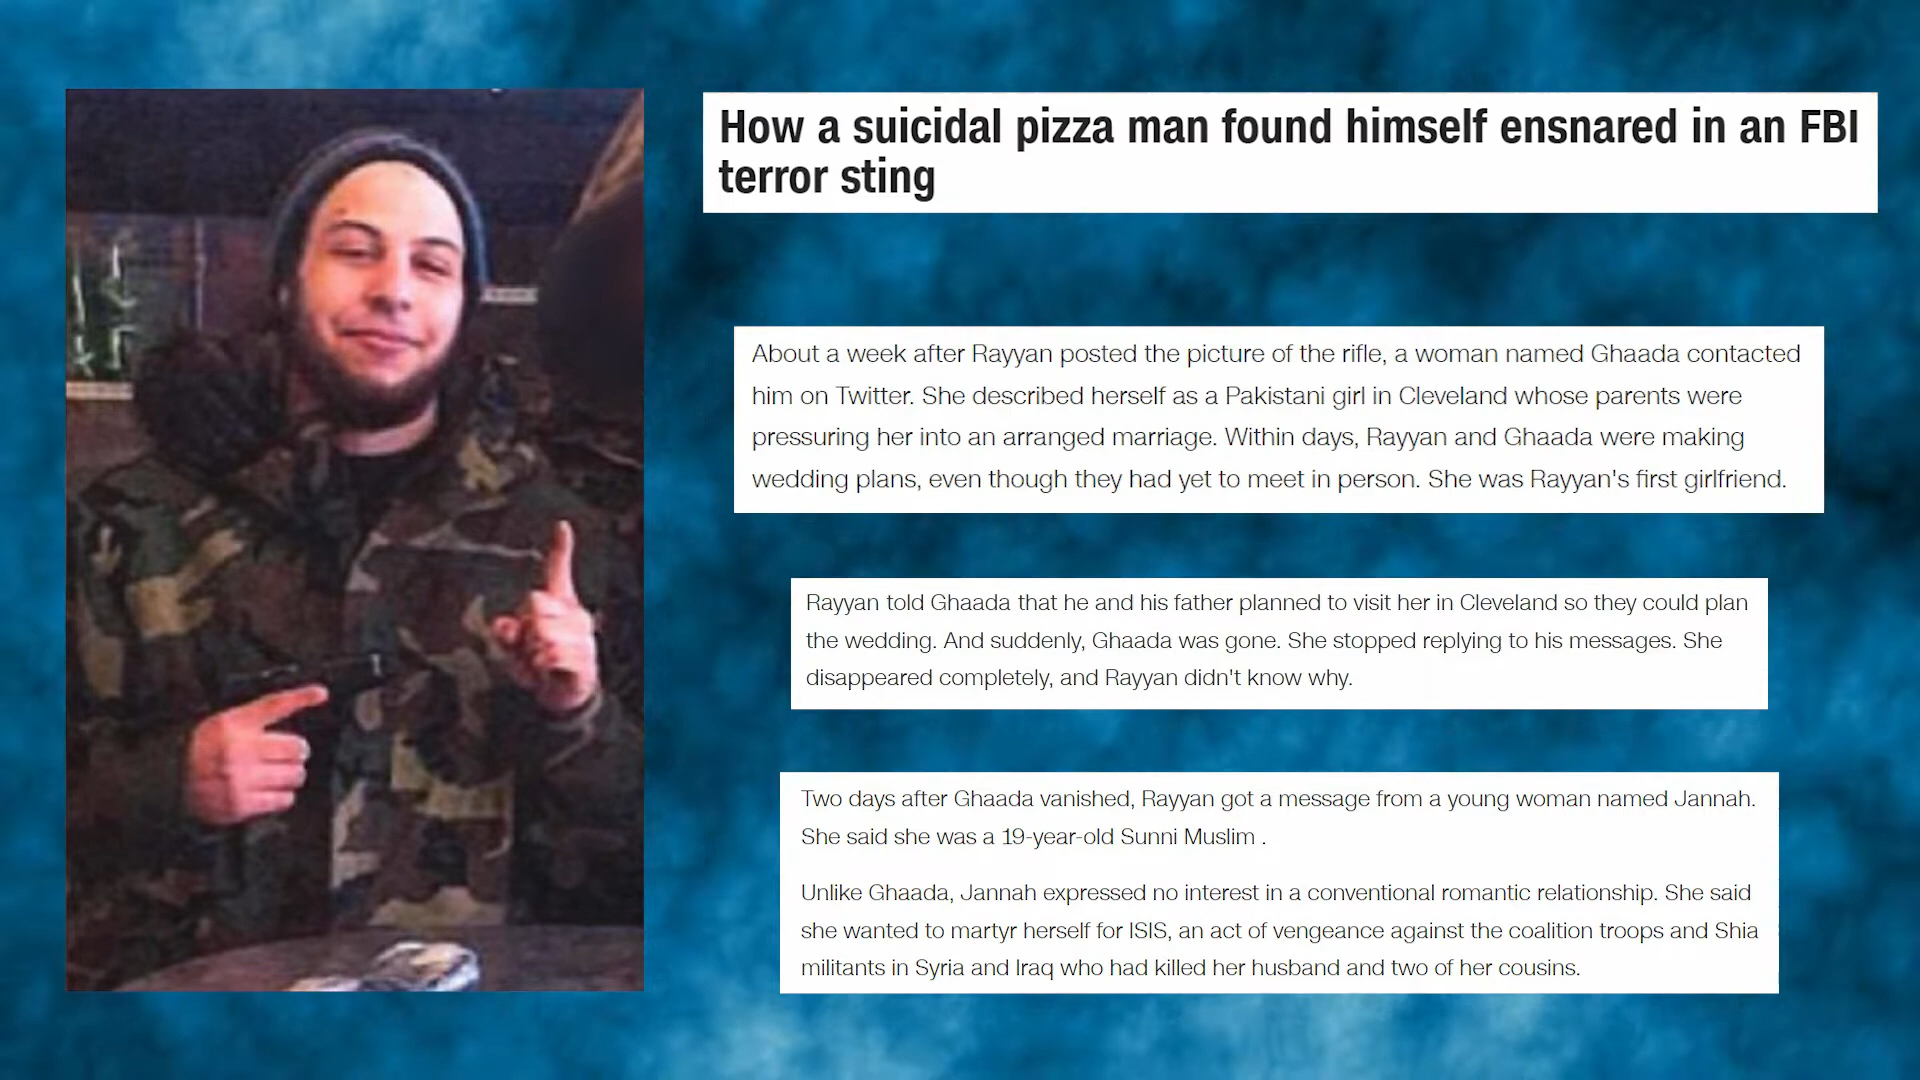 How a suicidal pizza man found himself ensnared in an FBI
terror sting
About a week after Rayyan posted the picture of the rifle, a woman named Ghaada contacted
him on Twitter. She described herself as a Pakistani girl in Cleveland whose parents were
pressuring her into an arranged marriage. Within days, Rayyan and Ghaada were making
wedding plans, even though they had yet to meet in person. She was Rayyan's first girlfriend.
Rayyan told Ghaada that he and his father planned to visit her in Cleveland so they could plan
the wedding. And suddenly, Ghaada was gone. She stopped replying to his messages. She
disappeared completely, and Rayyan didn't know why.
Two days after Ghaada vanished, Rayyan got a message from a young woman named Jannah.
She said she was a 19-year-old Sunni Muslim .
Unlike Ghaada, Jannah expressed no interest in a conventional romantic relationship. She said
she wanted to martyr herself for ISIS, an act of vengeance against the coalition troops and Shia
militants in Syria and Iraq who had killed her husband and two of her cousins.